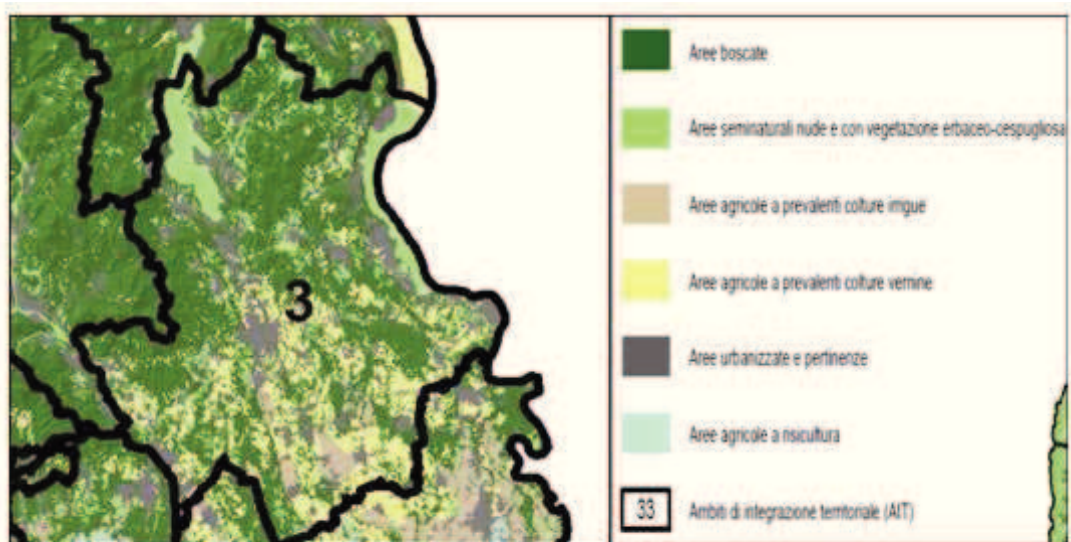 3
Aree boscate
Aree seminaturali nude e con vegetazione erbaceo-cespugliosa
Aree agricole a prevalenti colture irrigue
Aree agricole a prevalenti colture vernine
Aree urbanizzate e pertinenze
Aree agricole a risicultura
33 Ambiti di integrazione territoriale (AIT)